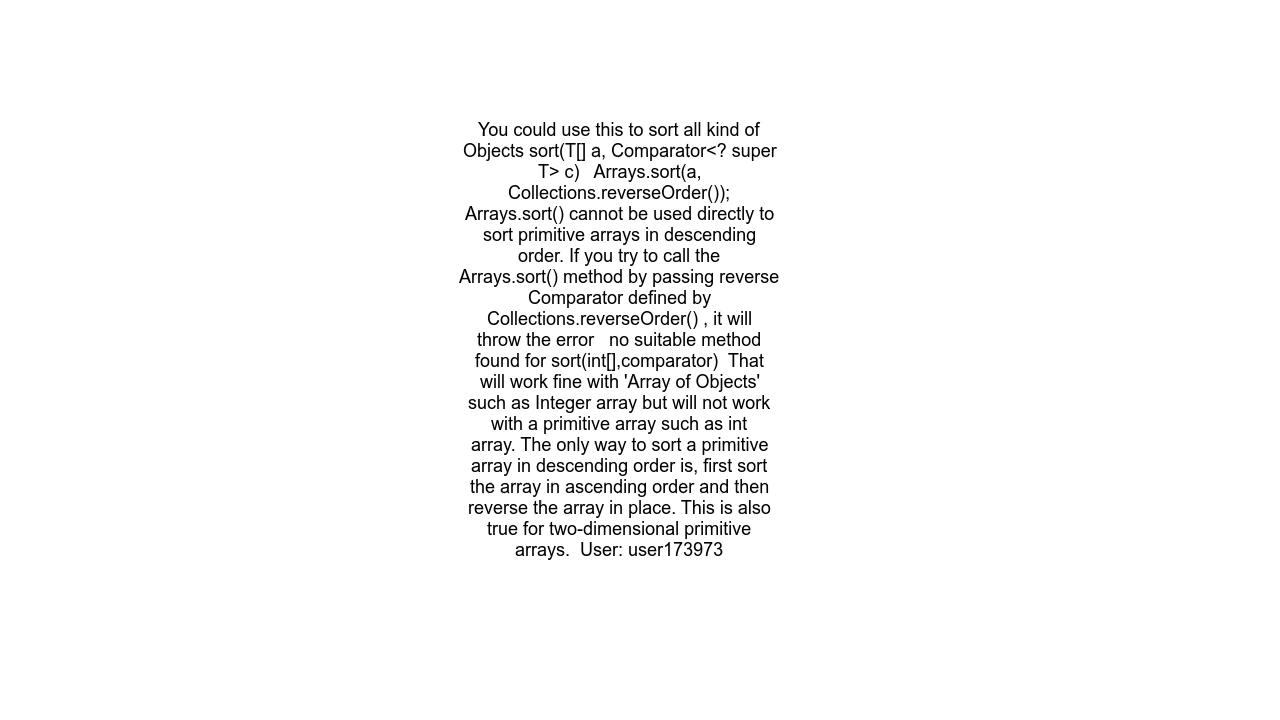 You could use this to sort all kind of
Objects sort(T[] a, Comparator<? super
T> c)   Arrays.sort(a,
Collections.reverseOrder());
Arrays.sort() cannot be used directly to
sort primitive arrays in descending
order. If you try to call the
Arrays.sort() method by passing reverse
Comparator defined by
Collections.reverseOrder() , it will
throw the error   no suitable method
found for sort(int[],comparator)  That
will work fine with 'Array of Objects'
such as Integer array but will not work
with a primitive array such as int
array. The only way to sort a primitive
array in descending order is, first sort
the array in ascending order and then
reverse the array in place. This is also
true for two-dimensional primitive
arrays.  User: user173973